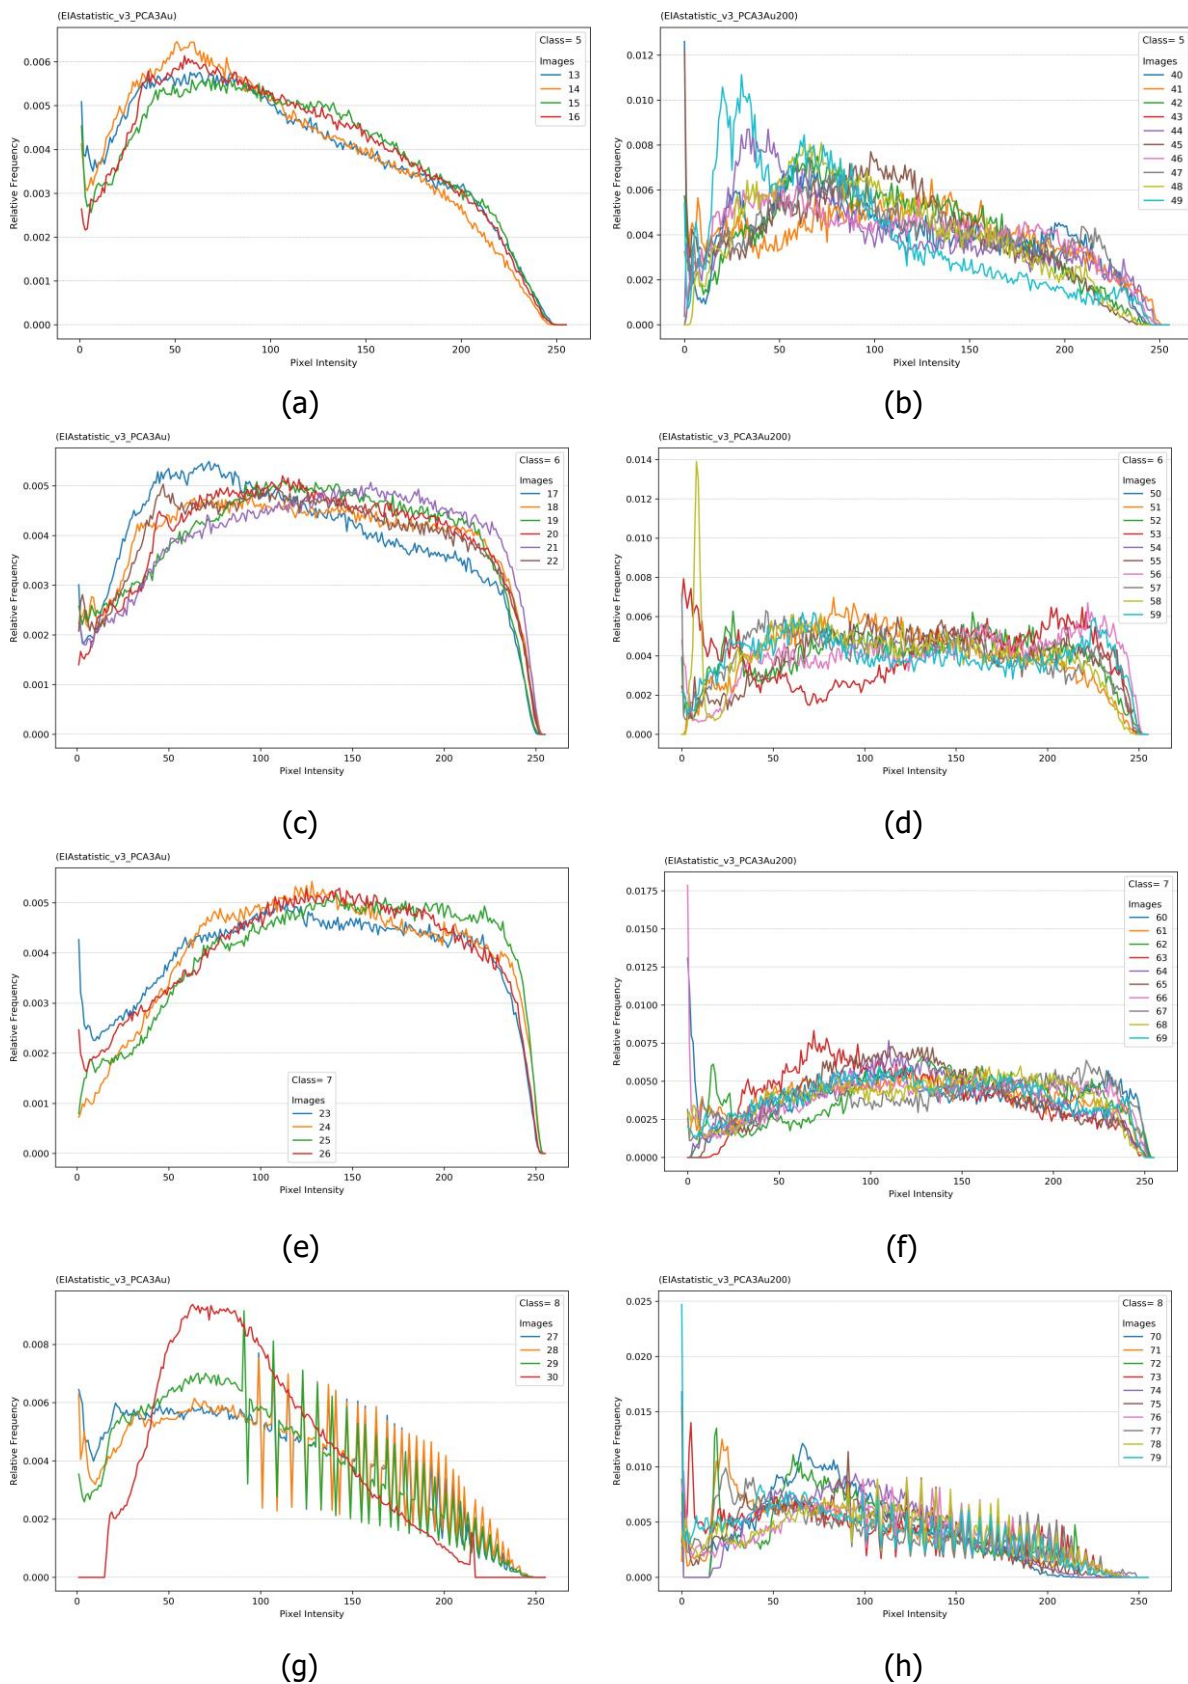 (EIAstatistic_v3_PCA3Au)
Class= 5
Images
13
14
15
16
0.006
0.005
0.004
0.003
0.002
0.001
0.000
Relative Frequency
0 50 100 150 200 250
Pixel Intensity
(a)
(EIAstatistic_v3_PCA3Au200)
Class= 5
Images
40
41
42
43
44
45
46
47
48
49
0.012
0.010
0.008
0.006
0.004
0.002
0.000
Relative Frequency
0 50 100 150 200 250
Pixel Intensity
(b)
(EIAstatistic_v3_PCA3Au)
Class= 6
Images
17
18
19
20
21
22
0.005
0.004
0.003
0.002
0.001
0.000
Relative Frequency
0 50 100 150 200 250
Pixel Intensity
(c)
(EIAstatistic_v3_PCA3Au200)
Class= 6
Images
50
51
52
53
54
55
56
57
58
59
0.014
0.012
0.010
0.008
0.006
0.004
0.002
0.000
Relative Frequency
0 50 100 150 200 250
Pixel Intensity
(d)
(EIAstatistic_v3_PCA3Au)
0.005
0.004
0.003
0.002
0.001
0.000
Relative Frequency
Class= 7
Images
23
24
25
26
0 50 100 150 200 250
Pixel Intensity
(e)
(EIAstatistic_v3_PCA3Au200)
Class= 7
Images
60
61
62
63
64
65
66
67
68
69
0.0175
0.0150
0.0125
0.0100
0.0075
0.0050
0.0025
0.0000
Relative Frequency
0 50 100 150 200 250
Pixel Intensity
(f)
(EIAstatistic_v3_PCA3Au)
Class= 8
Images
27
28
29
30
0.008
0.006
0.004
0.002
0.000
Relative Frequency
0 50 100 150 200 250
Pixel Intensity
(g)
(EIAstatistic_v3_PCA3Au200)
Class= 8
Images
70
71
72
73
74
75
76
77
78
79
0.025
0.020
0.015
0.010
0.005
0.000
Relative Frequency
0 50 100 150 200 250
Pixel Intensity
(h)